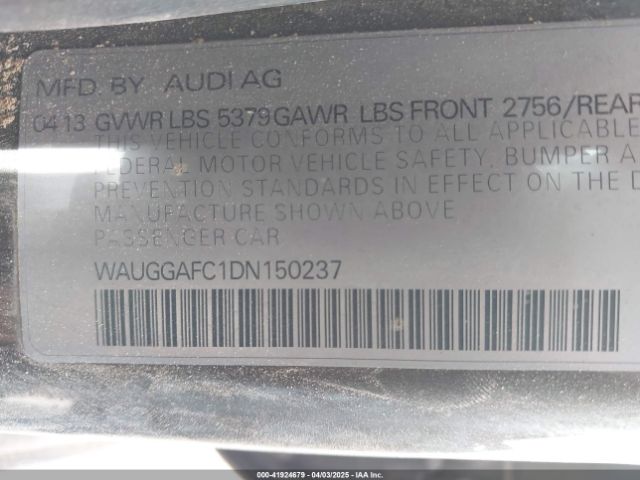 MFD. BY AUDI AG
04 13 GVWR LBS 5379 GAWR LBS FRONT 2756/REAR
THIS VEHICLE CONFORMS TO ALL APPLICABLE
FEDERAL MOTOR VEHICLE SAFETY, BUMPER A
PREVENTION STANDARDS IN EFFECT ON THE D
MANUFACTURE SHOWN ABOVE
PASSENGER CAR
WAUGGAFC1DN150237
000-41924679 | 04/03/2025 - IAA Inc. |